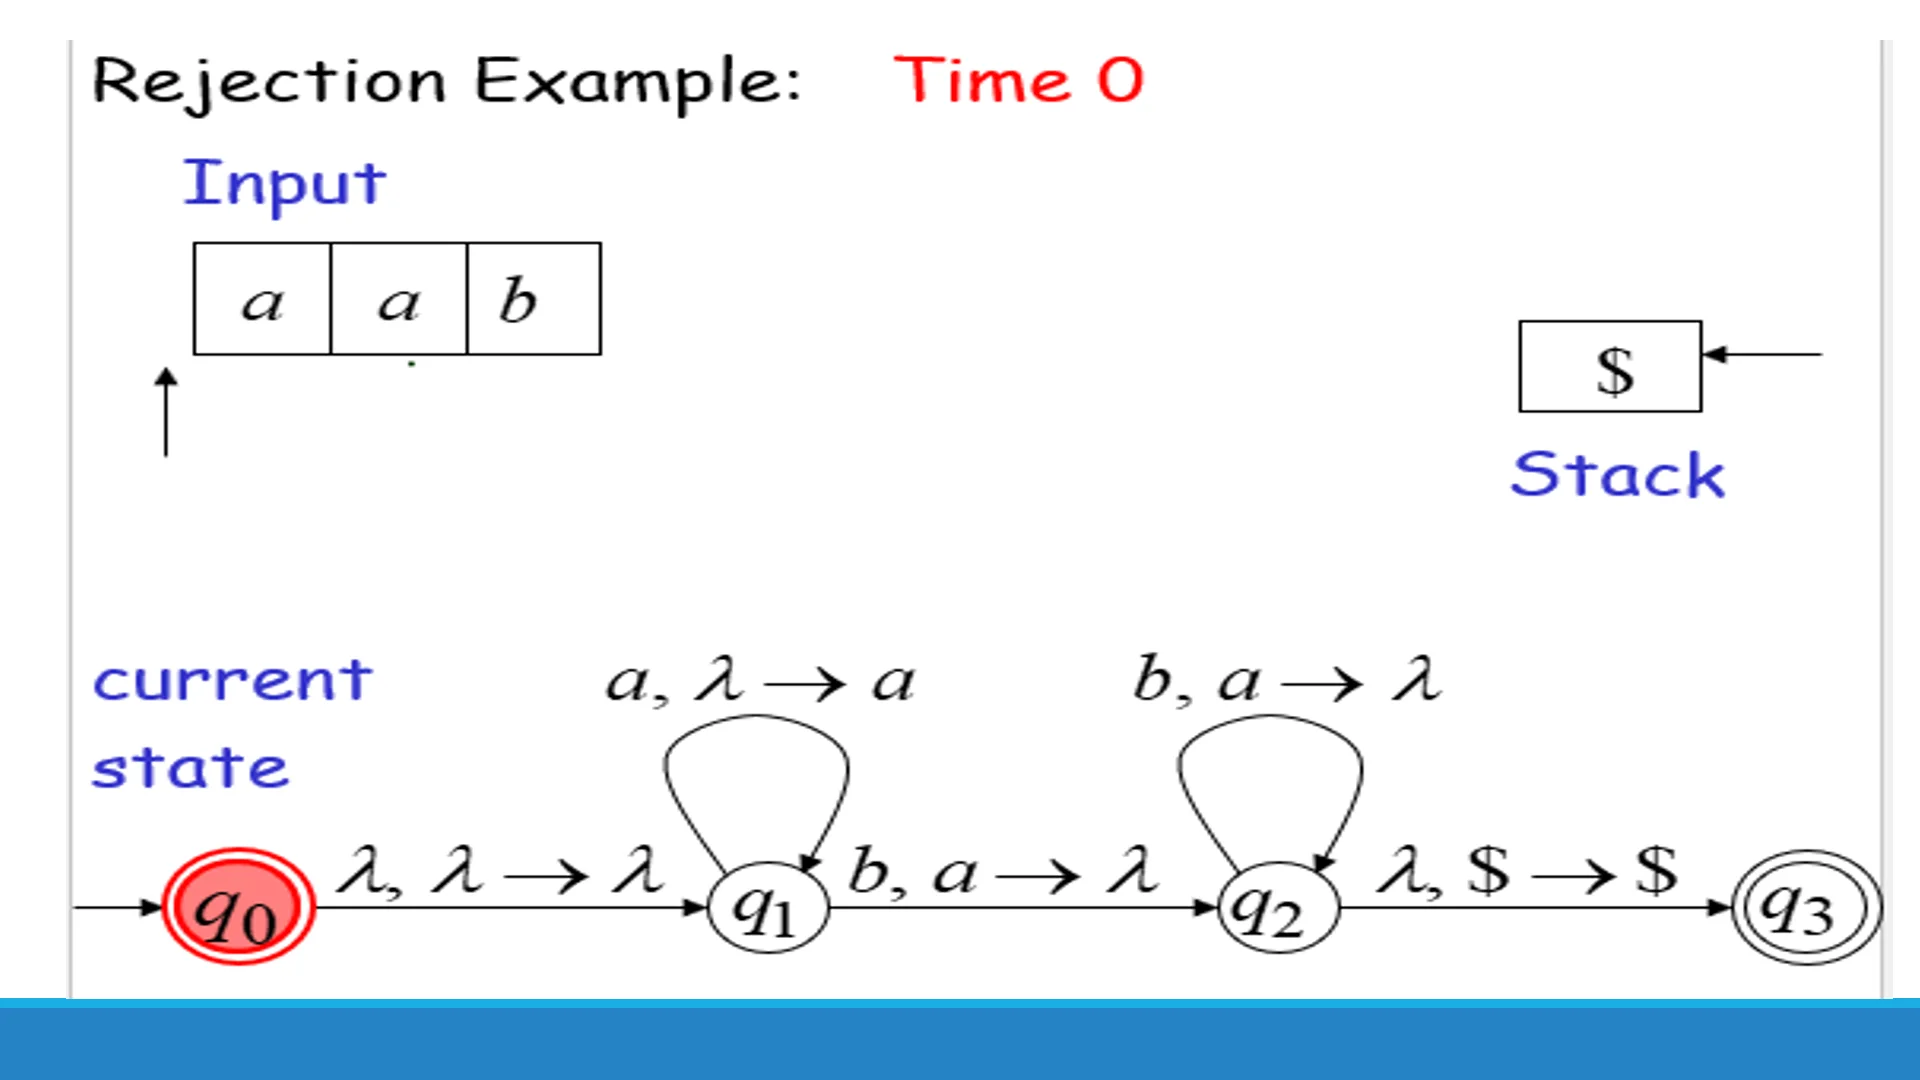 Rejection Example: Time 0
Input
a a b
$
Stack
current
state
a, λ → a
b, a → λ
q0 λ, λ → λ q1 b, a → λ q2 λ, $ → $ q3